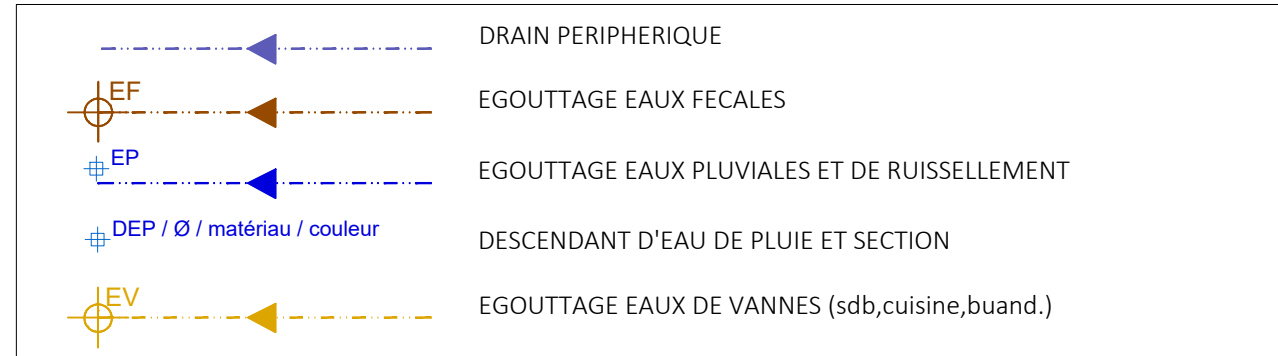 DRAIN PERIPHERIQUE
EF
EGOUTTAGE EAUX FECALES
EP
EGOUTTAGE EAUX PLUVIALES ET DE RUISSELLEMENT
DEP / Ø / matériau / couleur
DESCENDANT D'EAU DE PLUIE ET SECTION
EV
EGOUTTAGE EAUX DE VANNES (sdb,cuisine,buand.)